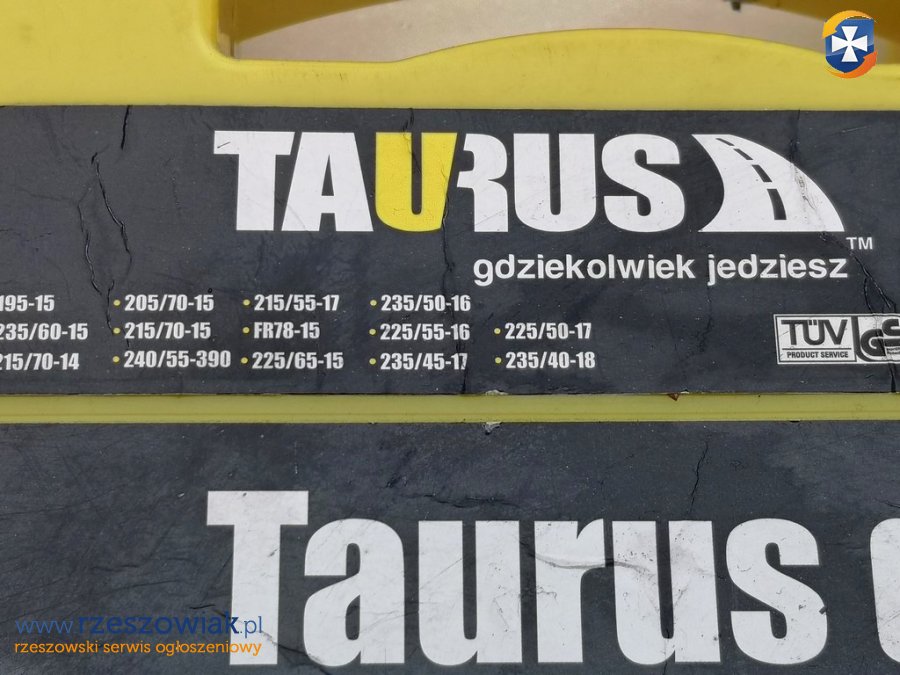 TAURUS
TM
gdziekolwiek jedziesz
195-15 • 205/70-15 • 215/55-17 • 235/50-16
235/60-15 • 215/70-15 • FR78-15 • 225/55-16 • 225/50-17
215/70-14 • 240/55-390 • 225/65-15 • 235/45-17 • 235/40-18
TÜV
PRODUCT SERVICE
GS
Taurus
www.rzeszowiak.pl
rzeszowski serwis ogłoszeniowy